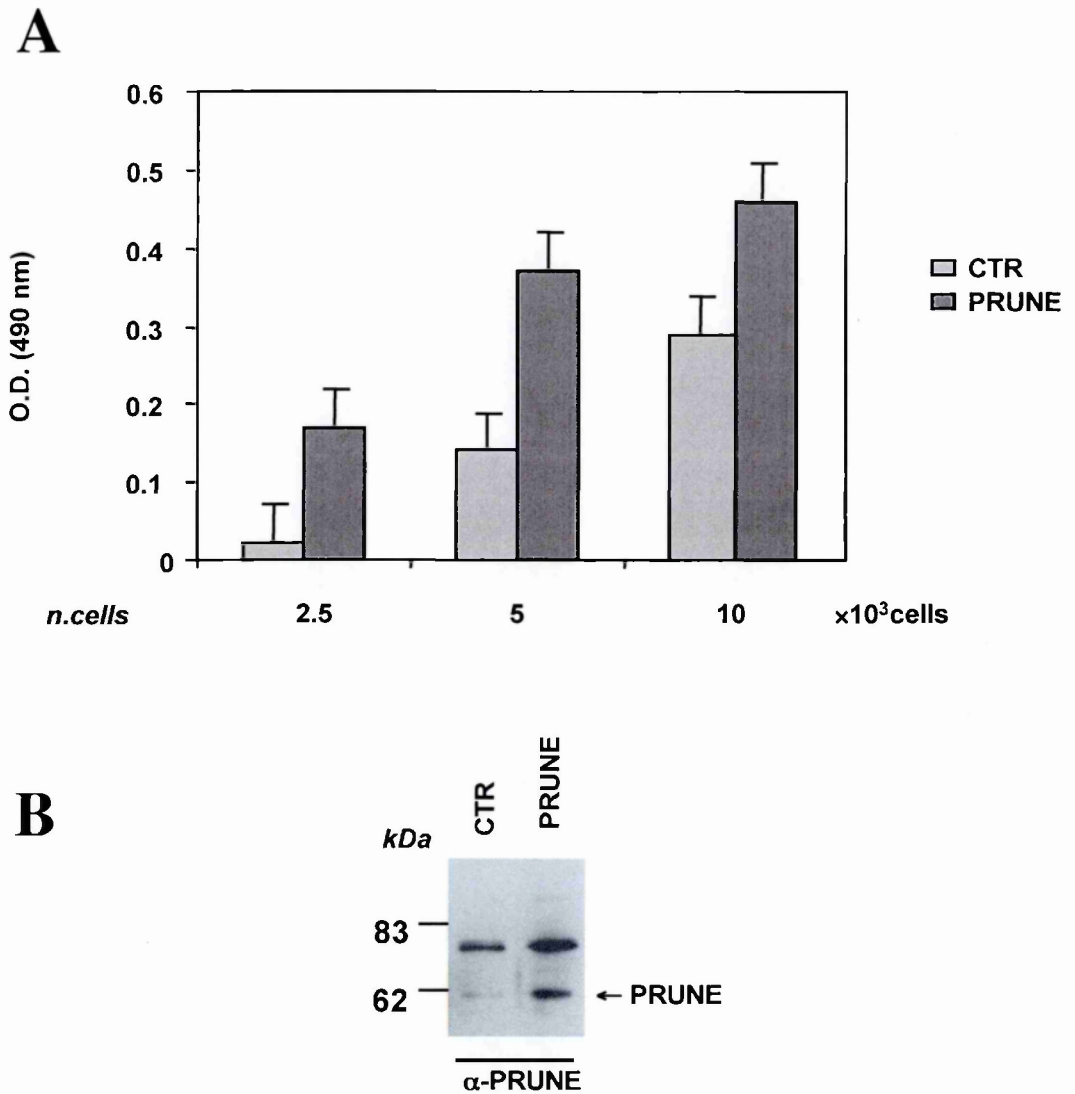 A
0.6
0.5
0.4
0.3
0.2
0.1
0
O.D. (490 nm)
CTR
PRUNE
n.cells 2.5 5 10 ×10³cells
B
CTR PRUNE
kDa
83
62
← PRUNE
α-PRUNE